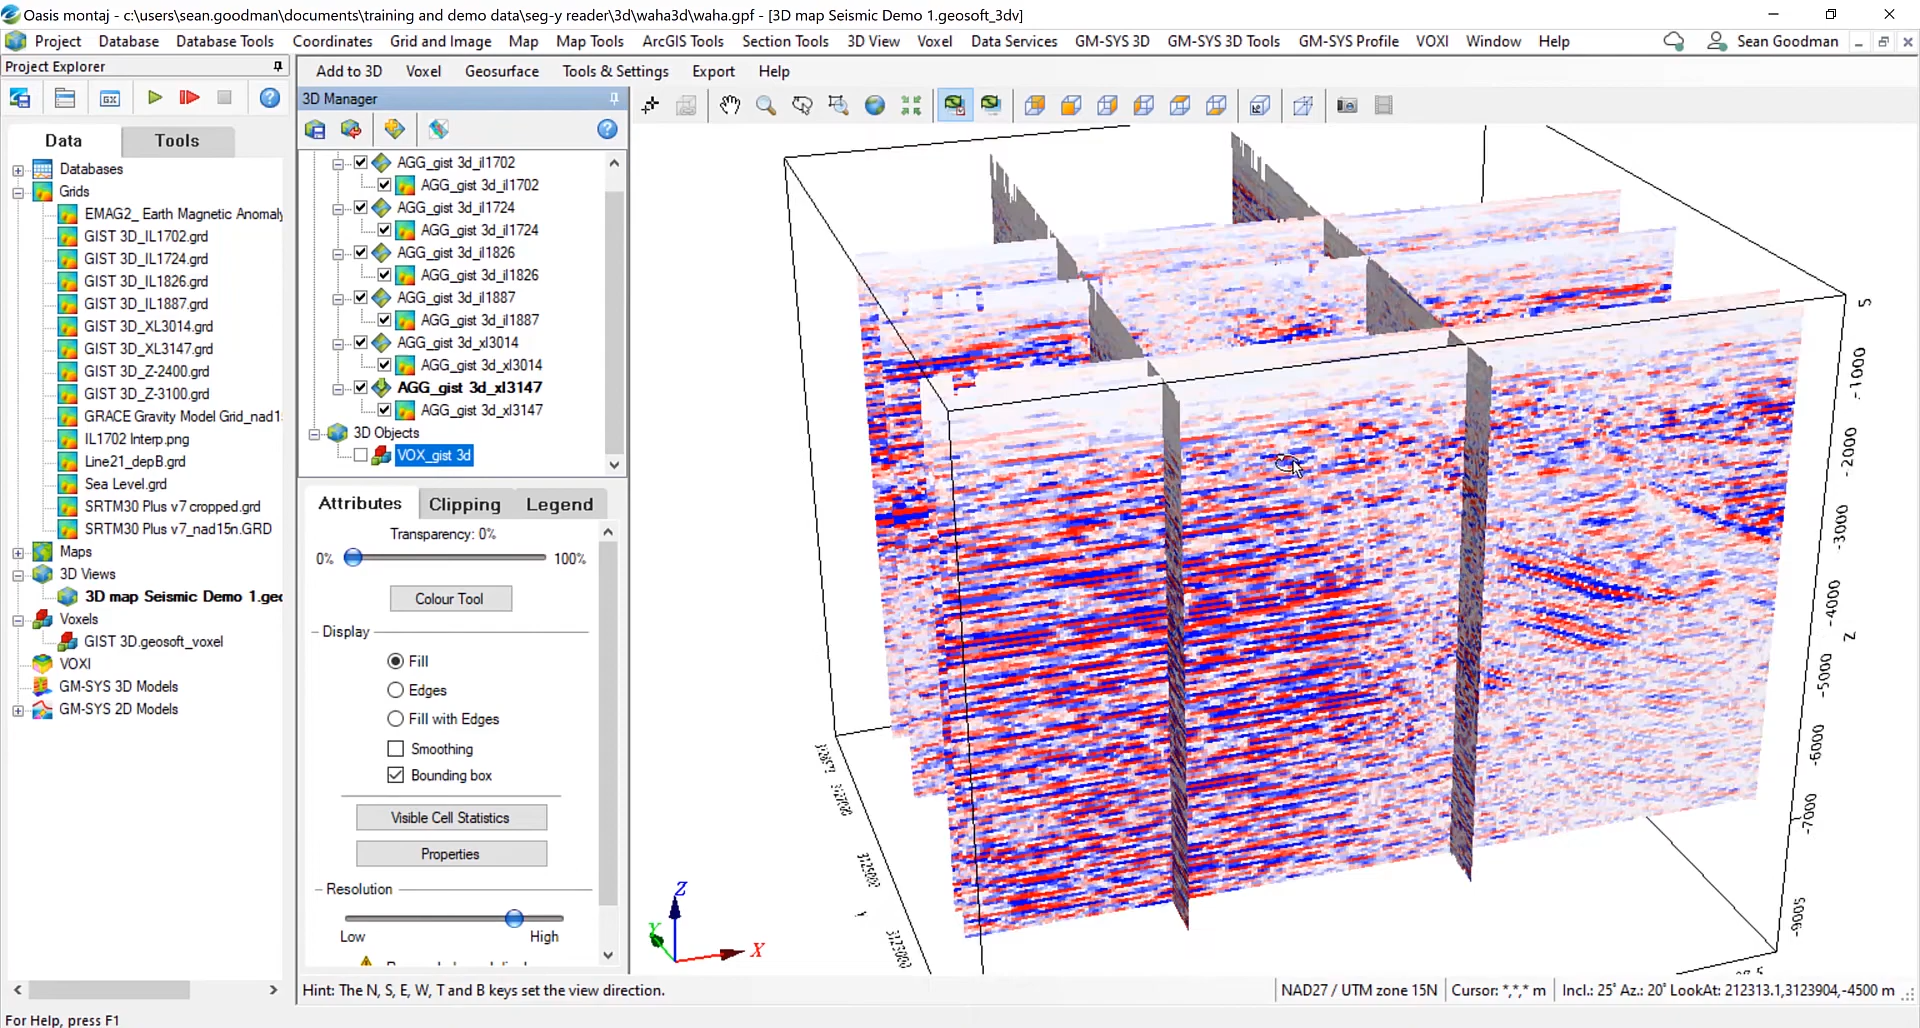 Oasis montaj - c:\users\sean.goodman\documents\training and demo data\seg-y reader\3d\waha3d\waha.gpf - [3D map Seismic Demo 1.geosoft_3dv]
Project Database Database Tools Coordinates Grid and Image Map Map Tools ArcGIS Tools Section Tools 3D View Voxel Data Services GM-SYS 3D GM-SYS 3D Tools GM-SYS Profile VOXI Window Help Sean Goodman
Project Explorer
GX
Data Tools
Databases
Grids
EMAG2_ Earth Magnetic Anomaly
GIST 3D_IL1702.grd
GIST 3D_IL1724.grd
GIST 3D_IL1826.grd
GIST 3D_IL1887.grd
GIST 3D_XL3014.grd
GIST 3D_XL3147.grd
GIST 3D_Z-2400.grd
GIST 3D_Z-3100.grd
GRACE Gravity Model Grid_nad1
IL1702 Interp.png
Line21_depB.grd
Sea Level.grd
SRTM30 Plus v7 cropped.grd
SRTM30 Plus v7_nad15n.GRD
Maps
3D Views
3D map Seismic Demo 1.geo
Voxels
GIST 3D.geosoft_voxel
VOXI
GM-SYS 3D Models
GM-SYS 2D Models
Add to 3D Voxel Geosurface Tools & Settings Export Help
3D Manager
AGG_gist 3d_il1702
AGG_gist 3d_il1702
AGG_gist 3d_il1724
AGG_gist 3d_il1724
AGG_gist 3d_il1826
AGG_gist 3d_il1826
AGG_gist 3d_il1887
AGG_gist 3d_il1887
AGG_gist 3d_xl3014
AGG_gist 3d_xl3014
AGG_gist 3d_xl3147
AGG_gist 3d_xl3147
3D Objects
VOX_gist 3d
Attributes Clipping Legend
Transparency: 0%
0% 100%
Colour Tool
Display
Fill
Edges
Fill with Edges
Smoothing
Bounding box
Visible Cell Statistics
Properties
Resolution
Low High
S
-1000
-2000
-3000
-4000
Z
-5000
-6000
-7000
-9005
3125002
3123000
Z
Y
X
Hint: The N, S, E, W, T and B keys set the view direction.
NAD27 / UTM zone 15N Cursor: *,*,* m Incl.: 25° Az.: 20° LookAt: 212313.1,3123904,-4500 m
For Help, press F1